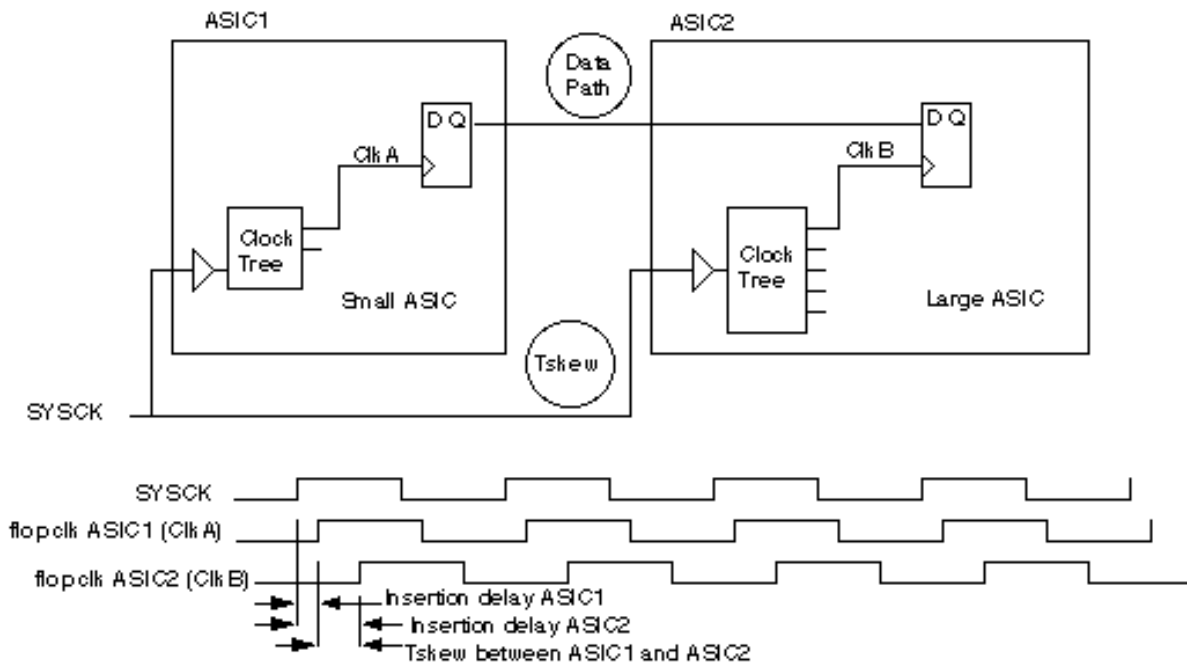 ASIC1
ASIC2
Data
Path
D Q
D Q
Clk A
Clk B
Clock
Tree
Clock
Tree
Small ASIC
Large ASIC
Tskew
SYSCK
SYSCK
flopclk ASIC1 (Clk A)
flopclk ASIC2 (Clk B)
Insertion delay ASIC1
Insertion delay ASIC2
Tskew between ASIC1 and ASIC2